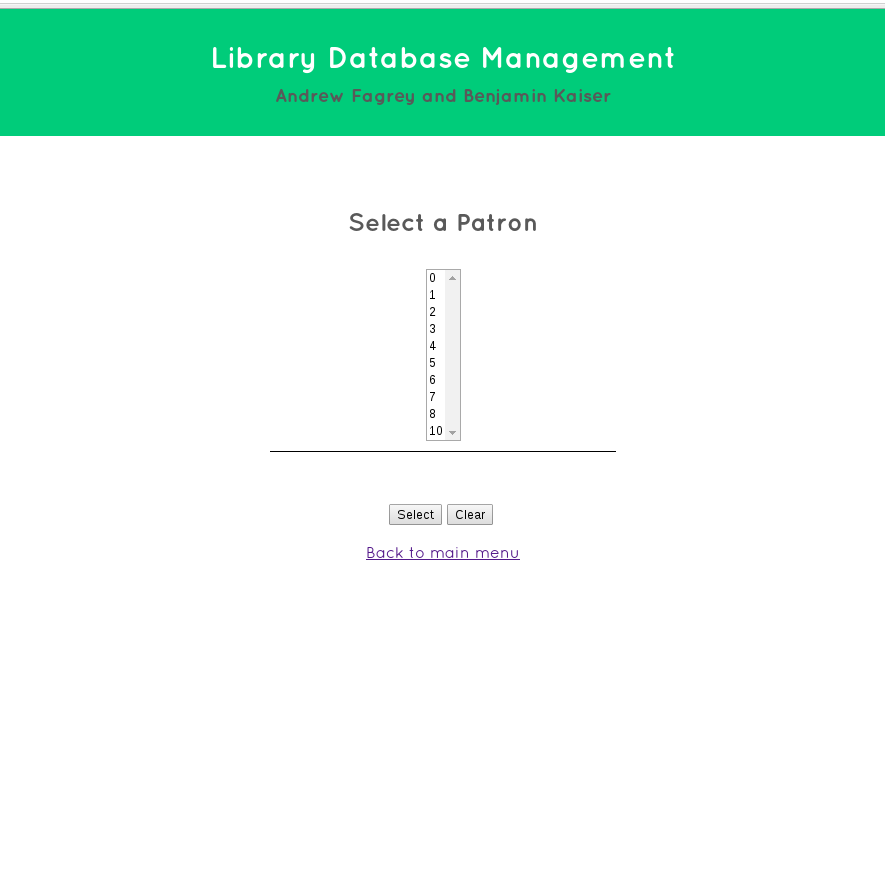 Library Database Management
Andrew Fagrey and Benjamin Kaiser
Select a Patron
0
1
2
3
4
5
6
7
8
10
Select Clear
Back to main menu